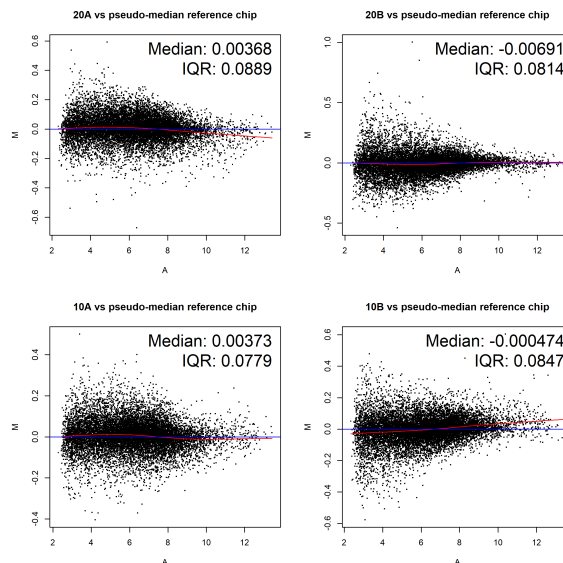 20A vs pseudo-median reference chip
Median: 0.00368
IQR: 0.0889
0.6
0.4
0.2
0.0
-0.2
-0.4
-0.6
M
2 4 6 8 10 12
A
20B vs pseudo-median reference chip
Median: -0.00691
IQR: 0.0814
1.0
0.5
0.0
-0.5
M
2 4 6 8 10 12
A
10A vs pseudo-median reference chip
Median: 0.00373
IQR: 0.0779
0.4
0.2
0.0
-0.2
-0.4
M
2 4 6 8 10 12
A
10B vs pseudo-median reference chip
Median: -0.000474
IQR: 0.0847
0.6
0.4
0.2
0.0
-0.2
-0.4
-0.6
M
2 4 6 8 10 12
A